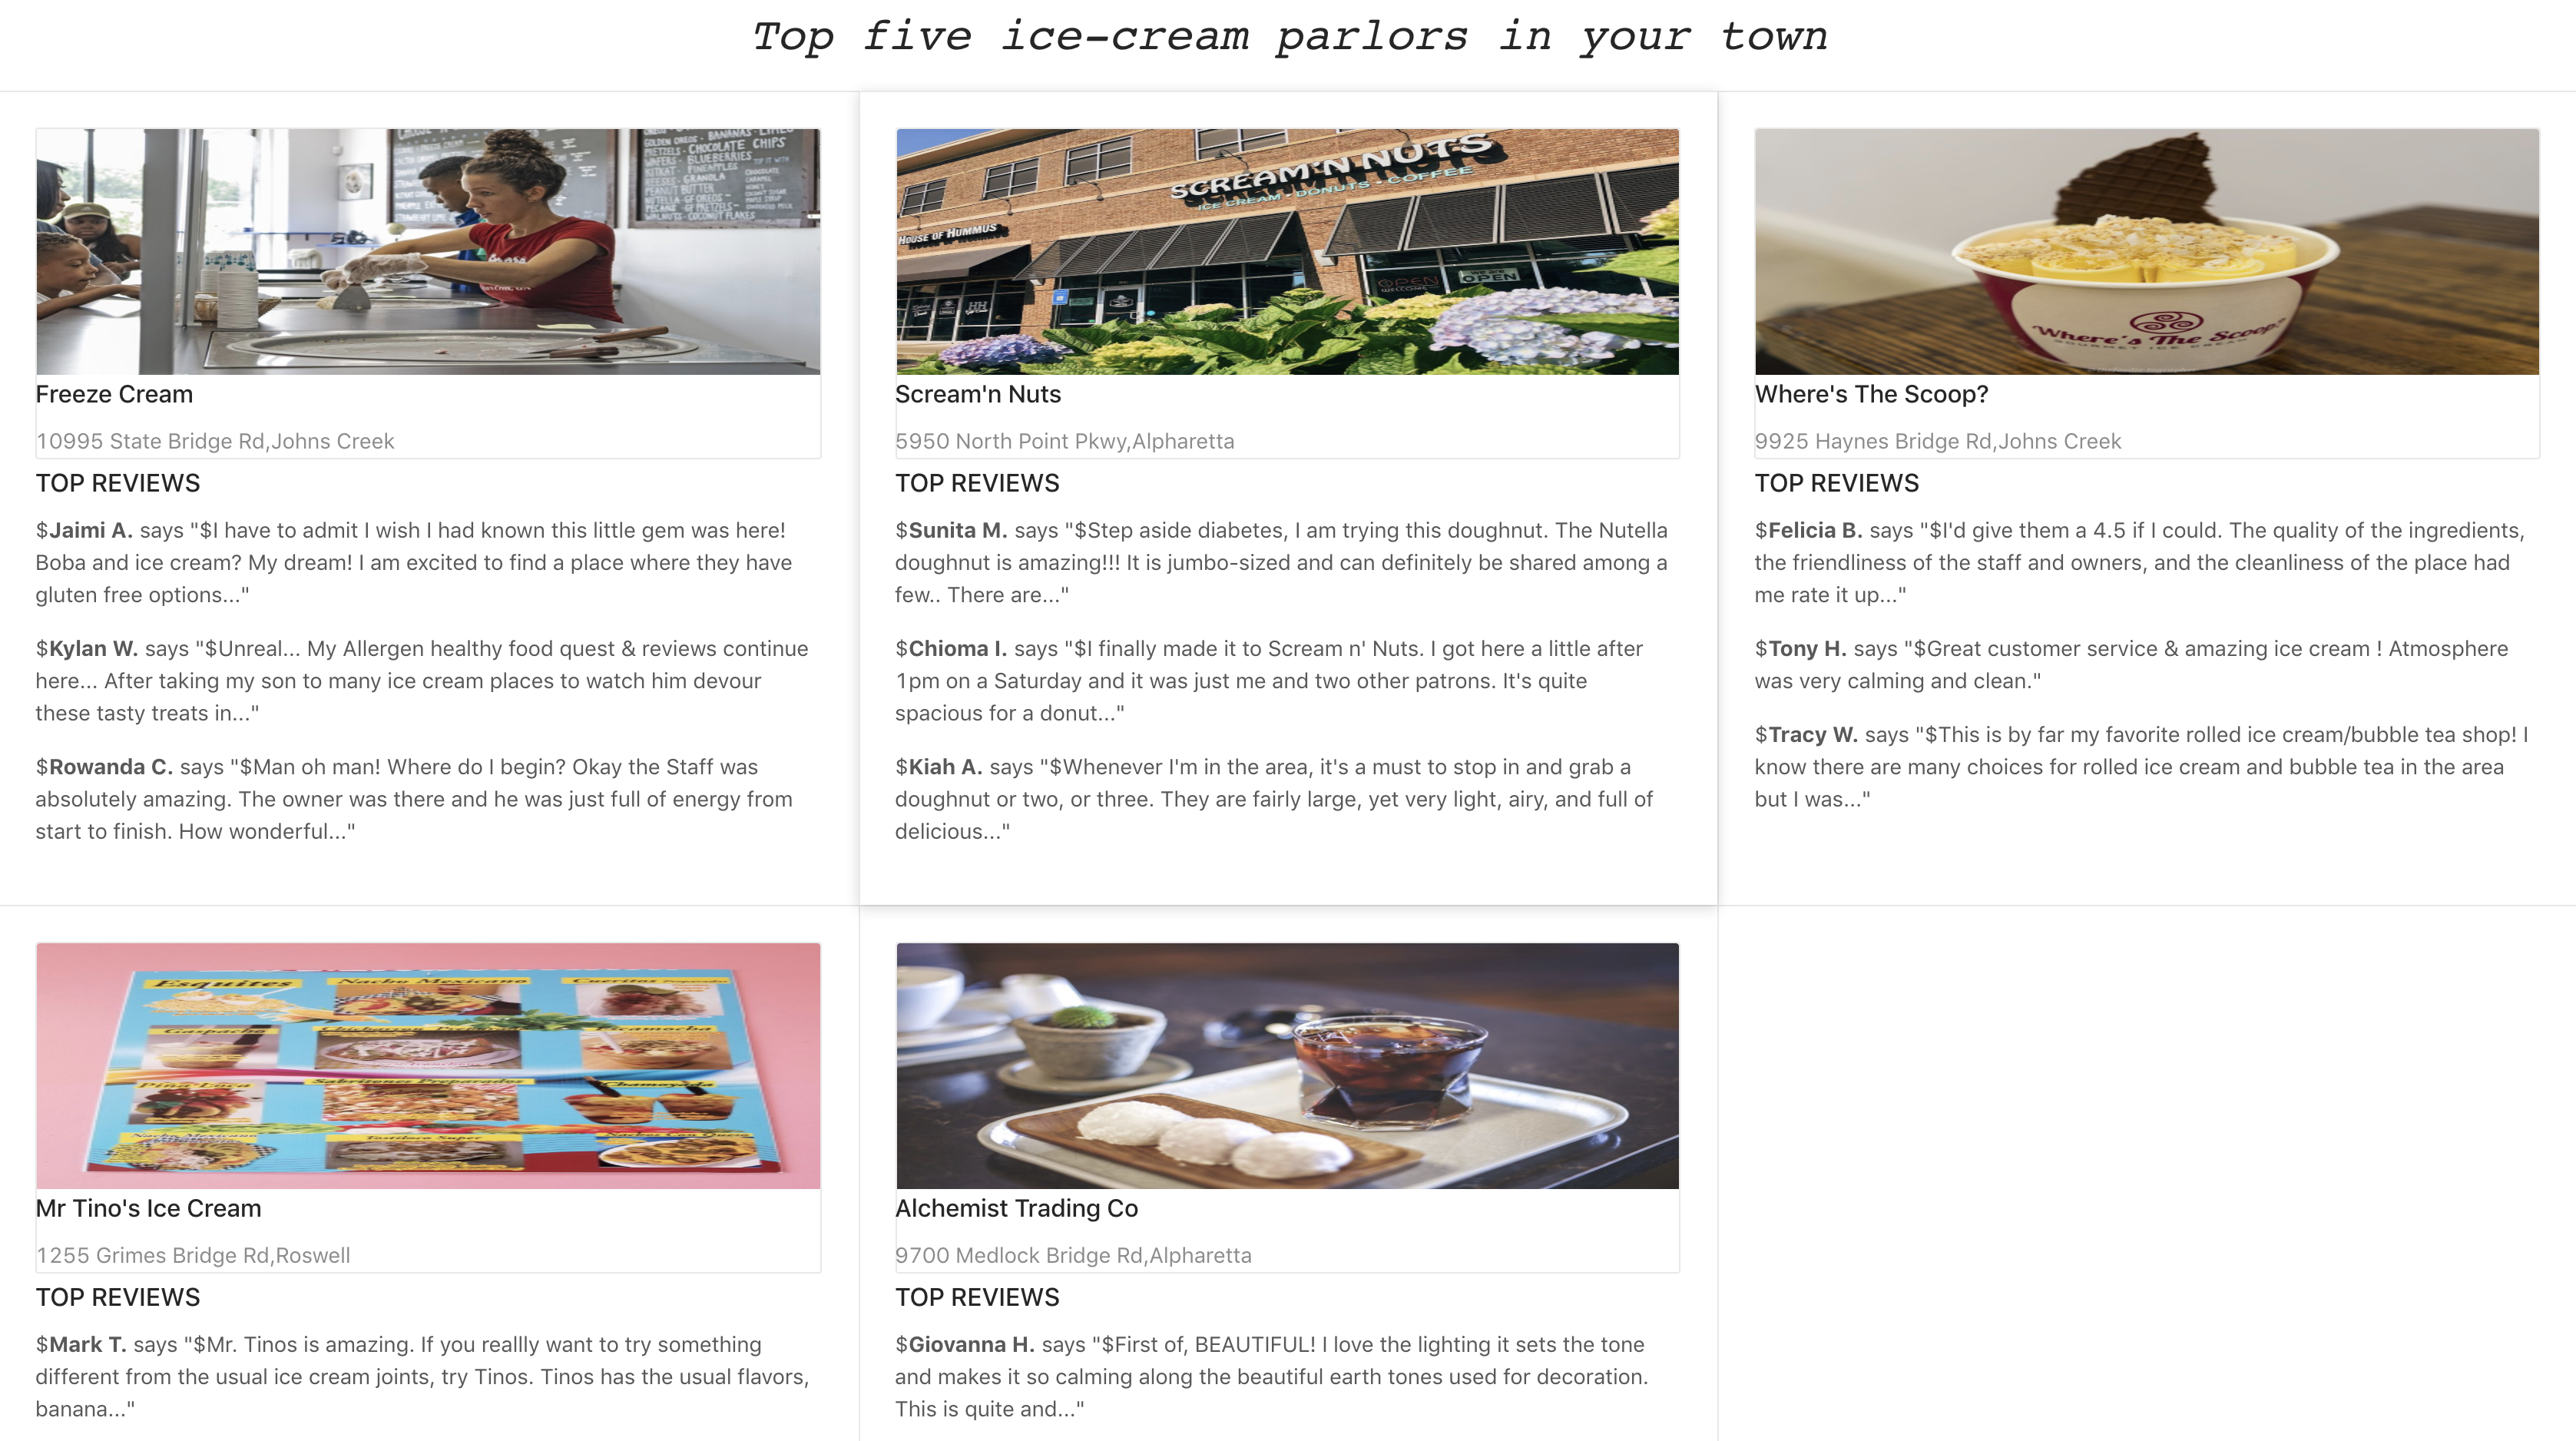 Top five ice-cream parlors in your town
CHOCOLATE CHIPS
SCREAM'N NUTS
ICE CREAM · DONUTS · COFFEE
HOUSE OF HUMMUS
OPEN
OPEN
Where's The Scoop?
GOURMET ICE CREAM
Freeze Cream
10995 State Bridge Rd,Johns Creek
TOP REVIEWS
$Jaimi A. says "$I have to admit I wish I had known this little gem was here!
Boba and ice cream? My dream! I am excited to find a place where they have
gluten free options..."
$Kylan W. says "$Unreal... My Allergen healthy food quest & reviews continue
here... After taking my son to many ice cream places to watch him devour
these tasty treats in..."
$Rowanda C. says "$Man oh man! Where do I begin? Okay the Staff was
absolutely amazing. The owner was there and he was just full of energy from
start to finish. How wonderful..."
Scream'n Nuts
5950 North Point Pkwy,Alpharetta
TOP REVIEWS
$Sunita M. says "$Step aside diabetes, I am trying this doughnut. The Nutella
doughnut is amazing!!! It is jumbo-sized and can definitely be shared among a
few.. There are..."
$Chioma I. says "$I finally made it to Scream n' Nuts. I got here a little after
1pm on a Saturday and it was just me and two other patrons. It's quite
spacious for a donut..."
$Kiah A. says "$Whenever I'm in the area, it's a must to stop in and grab a
doughnut or two, or three. They are fairly large, yet very light, airy, and full of
delicious..."
Where's The Scoop?
9925 Haynes Bridge Rd,Johns Creek
TOP REVIEWS
$Felicia B. says "$I'd give them a 4.5 if I could. The quality of the ingredients,
the friendliness of the staff and owners, and the cleanliness of the place had
me rate it up..."
$Tony H. says "$Great customer service & amazing ice cream ! Atmosphere
was very calming and clean."
$Tracy W. says "$This is by far my favorite rolled ice cream/bubble tea shop! I
know there are many choices for rolled ice cream and bubble tea in the area
but I was..."
Esquites
Nacho Mexicano
Gaspacho
Chamoyada
Mr Tino's Ice Cream
1255 Grimes Bridge Rd,Roswell
TOP REVIEWS
$Mark T. says "$Mr. Tinos is amazing. If you reallly want to try something
different from the usual ice cream joints, try Tinos. Tinos has the usual flavors,
banana..."
Alchemist Trading Co
9700 Medlock Bridge Rd,Alpharetta
TOP REVIEWS
$Giovanna H. says "$First of, BEAUTIFUL! I love the lighting it sets the tone
and makes it so calming along the beautiful earth tones used for decoration.
This is quite and..."